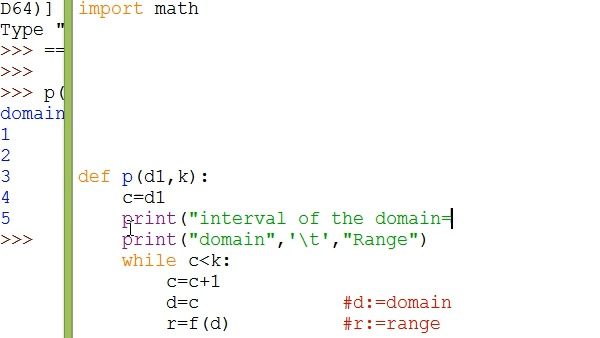 D64)]
Type "
>>> ==
>>>
>>> p(
domain
1
2
3
4
5
>>>
import math
def p(d1,k):
c=d1
print("interval of the domain=
print("domain",'\t',"Range")
while c<k:
c=c+1
d=c #d:=domain
r=f(d) #r:=range